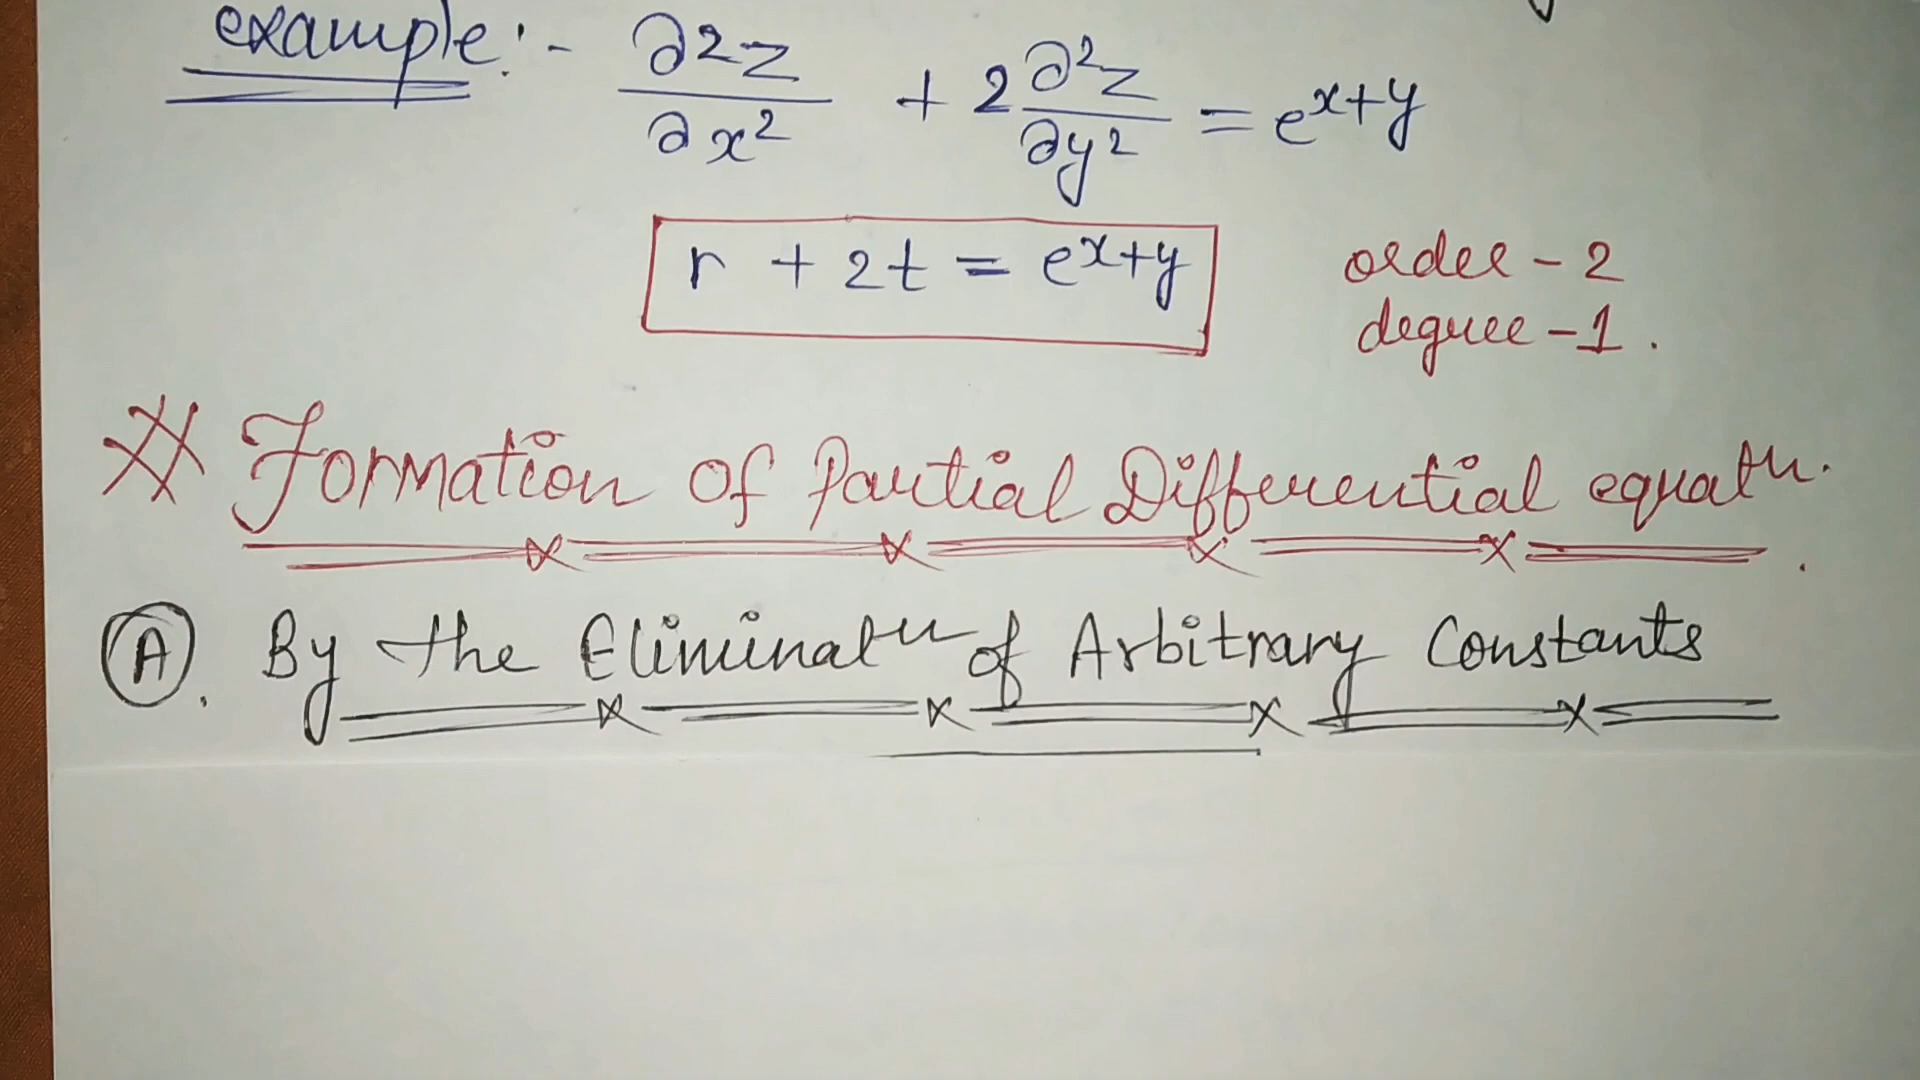 example:- ∂²z/∂x² + 2 ∂²z/∂y² = e^(x+y)
r + 2t = e^(x+y)
order - 2
degree - 1.
Formation of Partial Differential equatn.
(A). By the Eliminatn of Arbitrary Constants